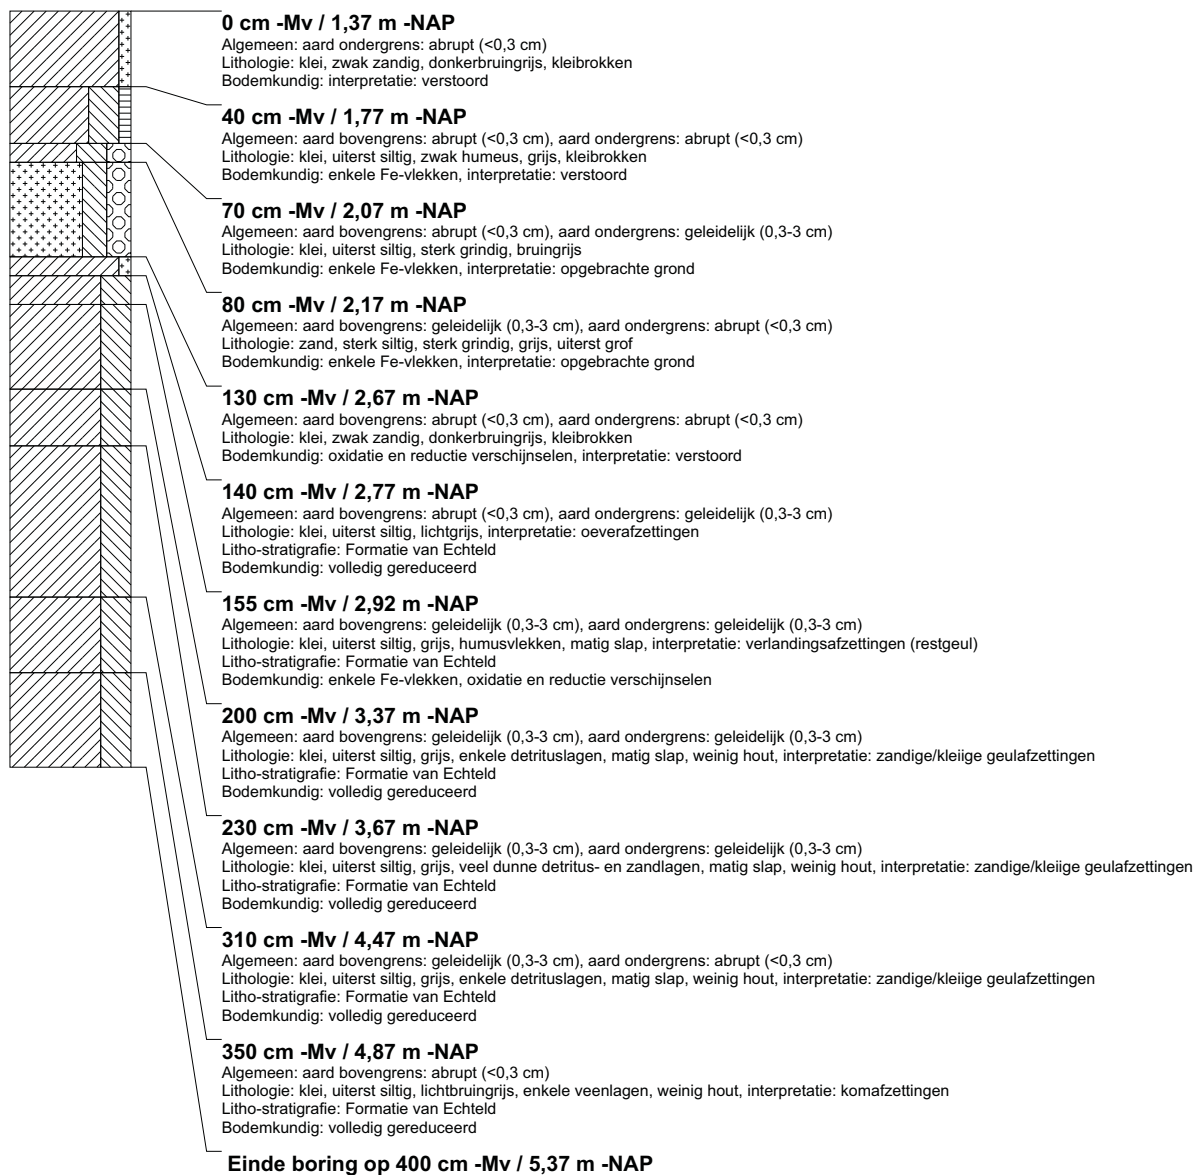 0 cm -Mv / 1,37 m -NAP
Algemeen: aard ondergrens: abrupt (<0,3 cm)
Lithologie: klei, zwak zandig, donkerbruingrijs, kleibrokken
Bodemkundig: interpretatie: verstoord
40 cm -Mv / 1,77 m -NAP
Algemeen: aard bovengrens: abrupt (<0,3 cm), aard ondergrens: abrupt (<0,3 cm)
Lithologie: klei, uiterst siltig, zwak humeus, grijs, kleibrokken
Bodemkundig: enkele Fe-vlekken, interpretatie: verstoord
70 cm -Mv / 2,07 m -NAP
Algemeen: aard bovengrens: abrupt (<0,3 cm), aard ondergrens: geleidelijk (0,3-3 cm)
Lithologie: klei, uiterst siltig, sterk grindig, bruingrijs
Bodemkundig: enkele Fe-vlekken, interpretatie: opgebrachte grond
80 cm -Mv / 2,17 m -NAP
Algemeen: aard bovengrens: geleidelijk (0,3-3 cm), aard ondergrens: abrupt (<0,3 cm)
Lithologie: zand, sterk siltig, sterk grindig, grijs, uiterst grof
Bodemkundig: enkele Fe-vlekken, interpretatie: opgebrachte grond
130 cm -Mv / 2,67 m -NAP
Algemeen: aard bovengrens: abrupt (<0,3 cm), aard ondergrens: abrupt (<0,3 cm)
Lithologie: klei, zwak zandig, donkerbruingrijs, kleibrokken
Bodemkundig: oxidatie en reductie verschijnselen, interpretatie: verstoord
140 cm -Mv / 2,77 m -NAP
Algemeen: aard bovengrens: abrupt (<0,3 cm), aard ondergrens: geleidelijk (0,3-3 cm)
Lithologie: klei, uiterst siltig, lichtgrijs, interpretatie: oeverafzettingen
Litho-stratigrafie: Formatie van Echteld
Bodemkundig: volledig gereduceerd
155 cm -Mv / 2,92 m -NAP
Algemeen: aard bovengrens: geleidelijk (0,3-3 cm), aard ondergrens: geleidelijk (0,3-3 cm)
Lithologie: klei, uiterst siltig, grijs, humusvlekken, matig slap, interpretatie: verlandingsafzettingen (restgeul)
Litho-stratigrafie: Formatie van Echteld
Bodemkundig: enkele Fe-vlekken, oxidatie en reductie verschijnselen
200 cm -Mv / 3,37 m -NAP
Algemeen: aard bovengrens: geleidelijk (0,3-3 cm), aard ondergrens: geleidelijk (0,3-3 cm)
Lithologie: klei, uiterst siltig, grijs, enkele detrituslagen, matig slap, weinig hout, interpretatie: zandige/kleiige geulafzettingen
Litho-stratigrafie: Formatie van Echteld
Bodemkundig: volledig gereduceerd
230 cm -Mv / 3,67 m -NAP
Algemeen: aard bovengrens: geleidelijk (0,3-3 cm), aard ondergrens: geleidelijk (0,3-3 cm)
Lithologie: klei, uiterst siltig, grijs, veel dunne detritus- en zandlagen, matig slap, weinig hout, interpretatie: zandige/kleiige geulafzettingen
Litho-stratigrafie: Formatie van Echteld
Bodemkundig: volledig gereduceerd
310 cm -Mv / 4,47 m -NAP
Algemeen: aard bovengrens: geleidelijk (0,3-3 cm), aard ondergrens: abrupt (<0,3 cm)
Lithologie: klei, uiterst siltig, grijs, enkele detrituslagen, matig slap, weinig hout, interpretatie: zandige/kleiige geulafzettingen
Litho-stratigrafie: Formatie van Echteld
Bodemkundig: volledig gereduceerd
350 cm -Mv / 4,87 m -NAP
Algemeen: aard bovengrens: abrupt (<0,3 cm)
Lithologie: klei, uiterst siltig, lichtbruingrijs, enkele veenlagen, weinig hout, interpretatie: komafzettingen
Litho-stratigrafie: Formatie van Echteld
Bodemkundig: volledig gereduceerd
Einde boring op 400 cm -Mv / 5,37 m -NAP